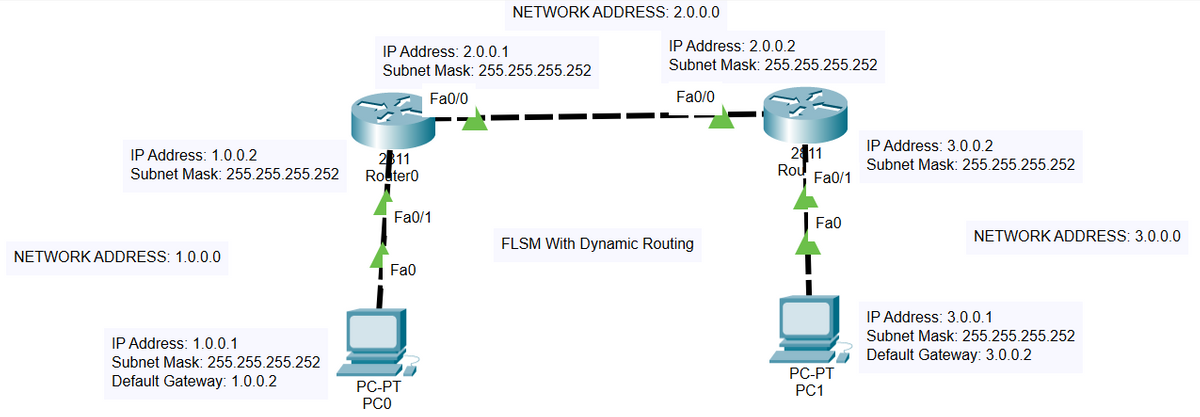 NETWORK ADDRESS: 2.0.0.0
IP Address: 2.0.0.1
Subnet Mask: 255.255.255.252
IP Address: 2.0.0.2
Subnet Mask: 255.255.255.252
Fa0/0
Fa0/0
IP Address: 1.0.0.2
Subnet Mask: 255.255.255.252
2811
Router0
2811
Rou
IP Address: 3.0.0.2
Subnet Mask: 255.255.255.252
Fa0/1
Fa0/1
Fa0
NETWORK ADDRESS: 1.0.0.0
FLSM With Dynamic Routing
NETWORK ADDRESS: 3.0.0.0
Fa0
IP Address: 1.0.0.1
Subnet Mask: 255.255.255.252
Default Gateway: 1.0.0.2
PC-PT
PC0
IP Address: 3.0.0.1
Subnet Mask: 255.255.255.252
Default Gateway: 3.0.0.2
PC-PT
PC1